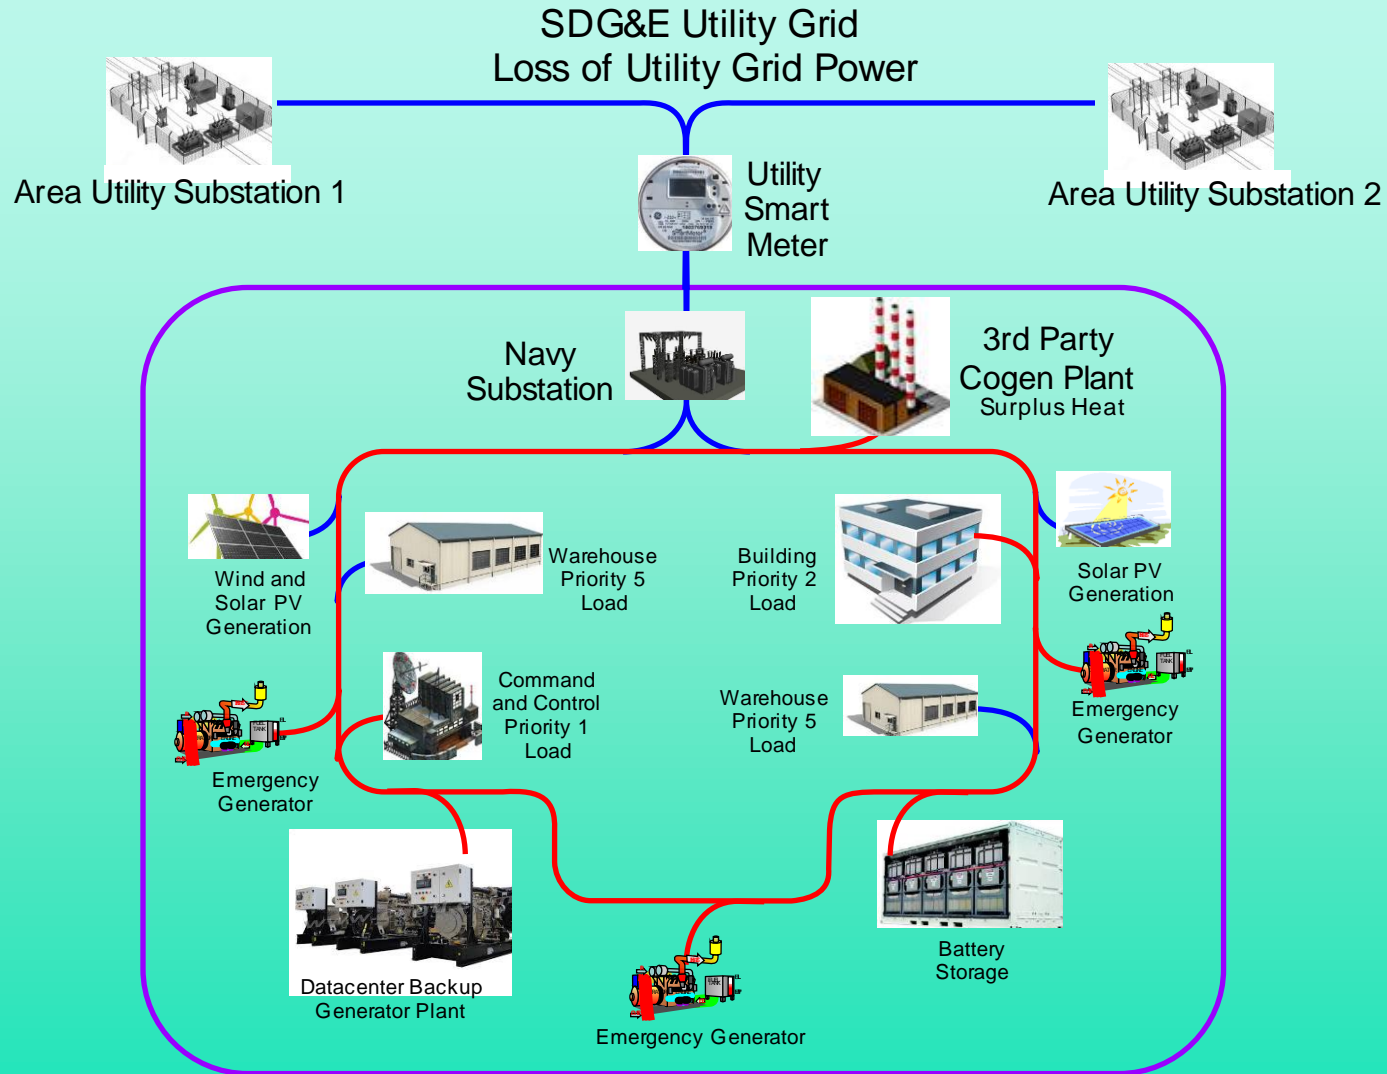 SDG&E Utility Grid
Loss of Utility Grid Power
Area Utility Substation 1
Utility
Smart
Meter
Area Utility Substation 2
Navy
Substation
3rd Party
Cogen Plant
Surplus Heat
Wind and
Solar PV
Generation
Warehouse
Priority 5
Load
Building
Priority 2
Load
Solar PV
Generation
Command
and Control
Priority 1
Load
Warehouse
Priority 5
Load
Emergency
Generator
Emergency
Generator
Datacenter Backup
Generator Plant
Battery
Storage
Emergency Generator